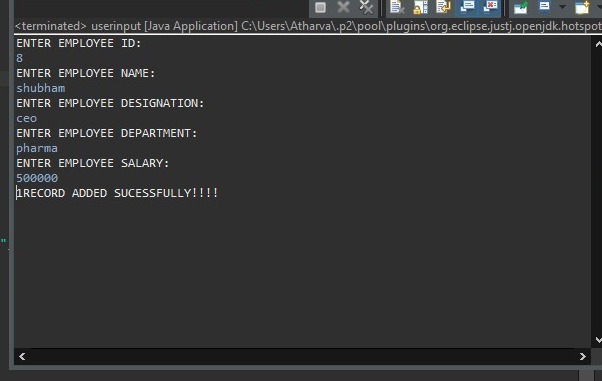 <terminated> userinput [Java Application] C:\Users\Atharva\.p2\pool\plugins\org.eclipse.justj.openjdk.hotspot
ENTER EMPLOYEE ID:
8
ENTER EMPLOYEE NAME:
shubham
ENTER EMPLOYEE DESIGNATION:
ceo
ENTER EMPLOYEE DEPARTMENT:
pharma
ENTER EMPLOYEE SALARY:
500000
1RECORD ADDED SUCESSFULLY!!!!